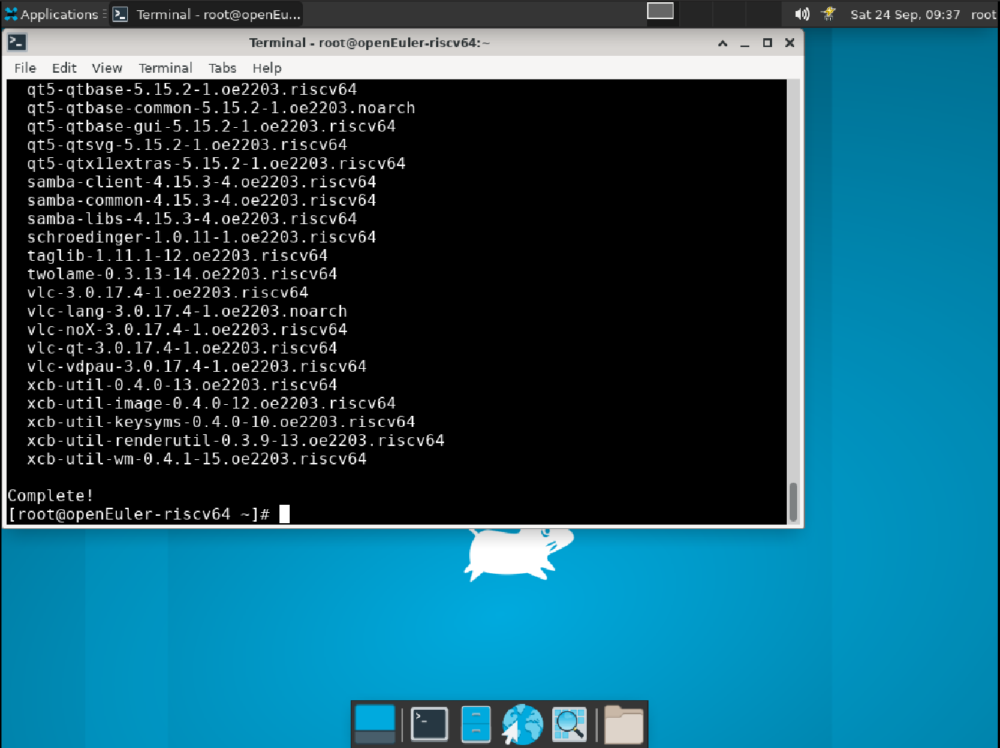 Applications
Terminal - root@openEu...
Sat 24 Sep, 09:37
root
Terminal - root@openEuler-riscv64:~
File Edit View Terminal Tabs Help
qt5-qtbase-5.15.2-1.oe2203.riscv64
qt5-qtbase-common-5.15.2-1.oe2203.noarch
qt5-qtbase-gui-5.15.2-1.oe2203.riscv64
qt5-qtsvg-5.15.2-1.oe2203.riscv64
qt5-qtx11extras-5.15.2-1.oe2203.riscv64
samba-client-4.15.3-4.oe2203.riscv64
samba-common-4.15.3-4.oe2203.riscv64
samba-libs-4.15.3-4.oe2203.riscv64
schroedinger-1.0.11-1.oe2203.riscv64
taglib-1.11.1-12.oe2203.riscv64
twolame-0.3.13-14.oe2203.riscv64
vlc-3.0.17.4-1.oe2203.riscv64
vlc-lang-3.0.17.4-1.oe2203.noarch
vlc-noX-3.0.17.4-1.oe2203.riscv64
vlc-qt-3.0.17.4-1.oe2203.riscv64
vlc-vdpau-3.0.17.4-1.oe2203.riscv64
xcb-util-0.4.0-13.oe2203.riscv64
xcb-util-image-0.4.0-12.oe2203.riscv64
xcb-util-keysyms-0.4.0-10.oe2203.riscv64
xcb-util-renderutil-0.3.9-13.oe2203.riscv64
xcb-util-wm-0.4.1-15.oe2203.riscv64
Complete!
[root@openEuler-riscv64 ~]#